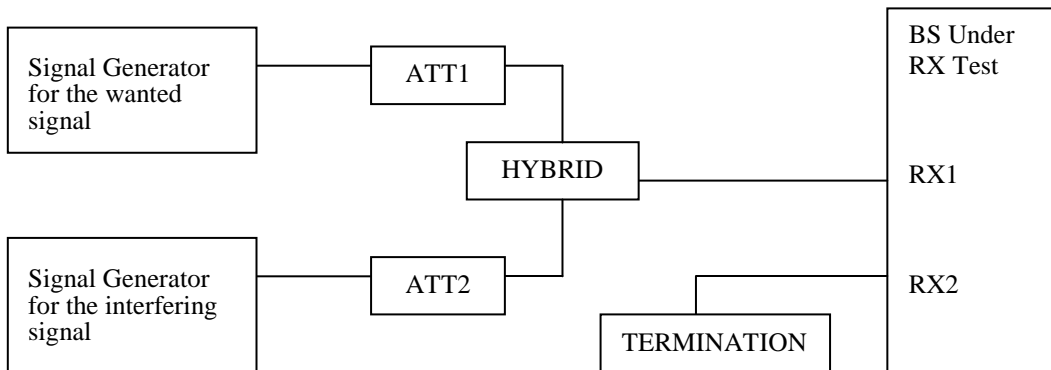 Signal Generator
for the wanted
signal
ATT1
HYBRID
BS Under
RX Test
RX1
Signal Generator
for the interfering
signal
ATT2
RX2
TERMINATION